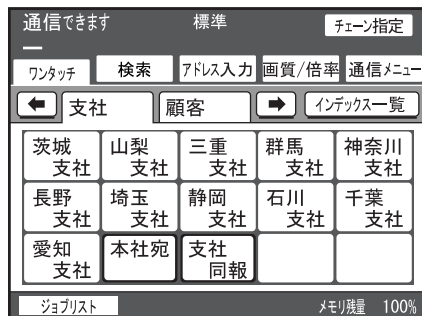 通信できます 標準 チェーン指定
ワンタッチ 検索 アドレス入力 画質/倍率 通信メニュー
支社 顧客 インデックス一覧
茨城 山梨 三重 群馬 神奈川
支社 支社 支社 支社 支社
長野 埼玉 静岡 石川 千葉
支社 支社 支社 支社 支社
愛知 本社宛 支社
支社 同報
ジョブリスト メモリ残量 100%